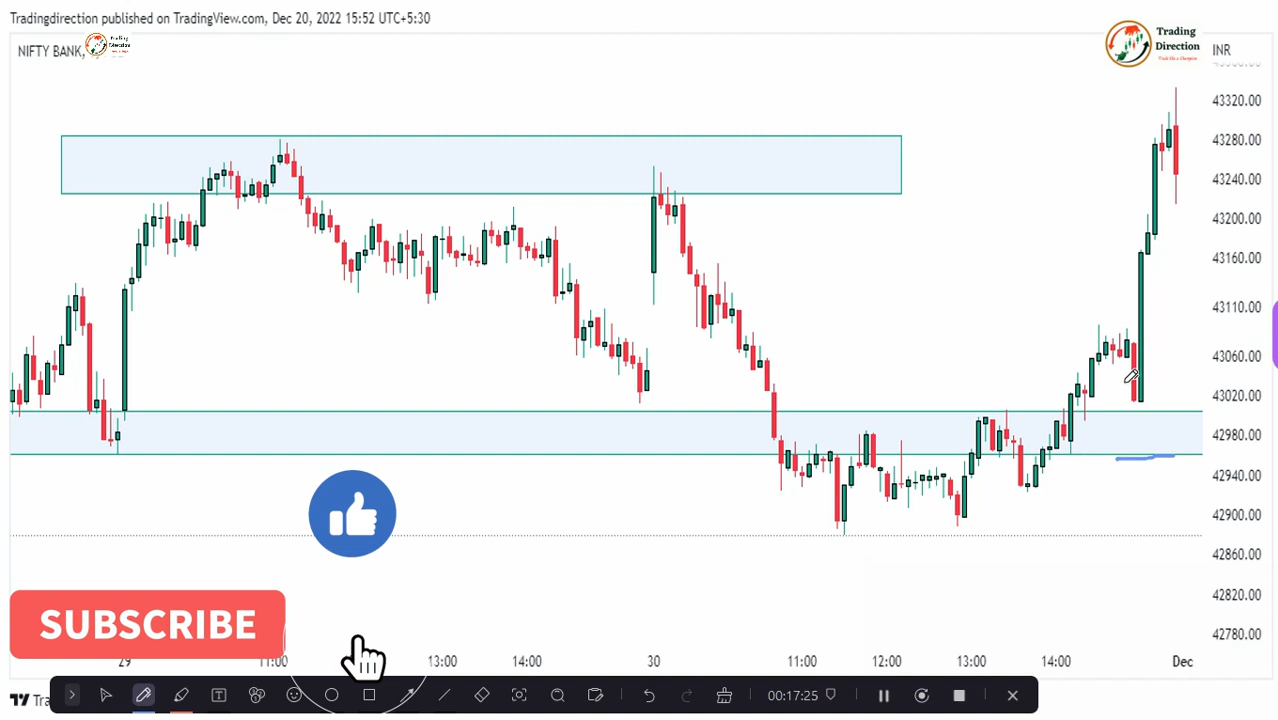 Tradingdirection published on TradingView.com, Dec 20, 2022 15:52 UTC+5:30
NIFTY BANK,
Trading
Direction
Trading
Direction
INR
43320.00
43280.00
43240.00
43200.00
43160.00
43110.00
43060.00
43020.00
42980.00
42940.00
42900.00
42860.00
42820.00
42780.00
SUBSCRIBE
29
11:00
13:00
14:00
30
11:00
12:00
13:00
14:00
Dec
Tra
T
00:17:25